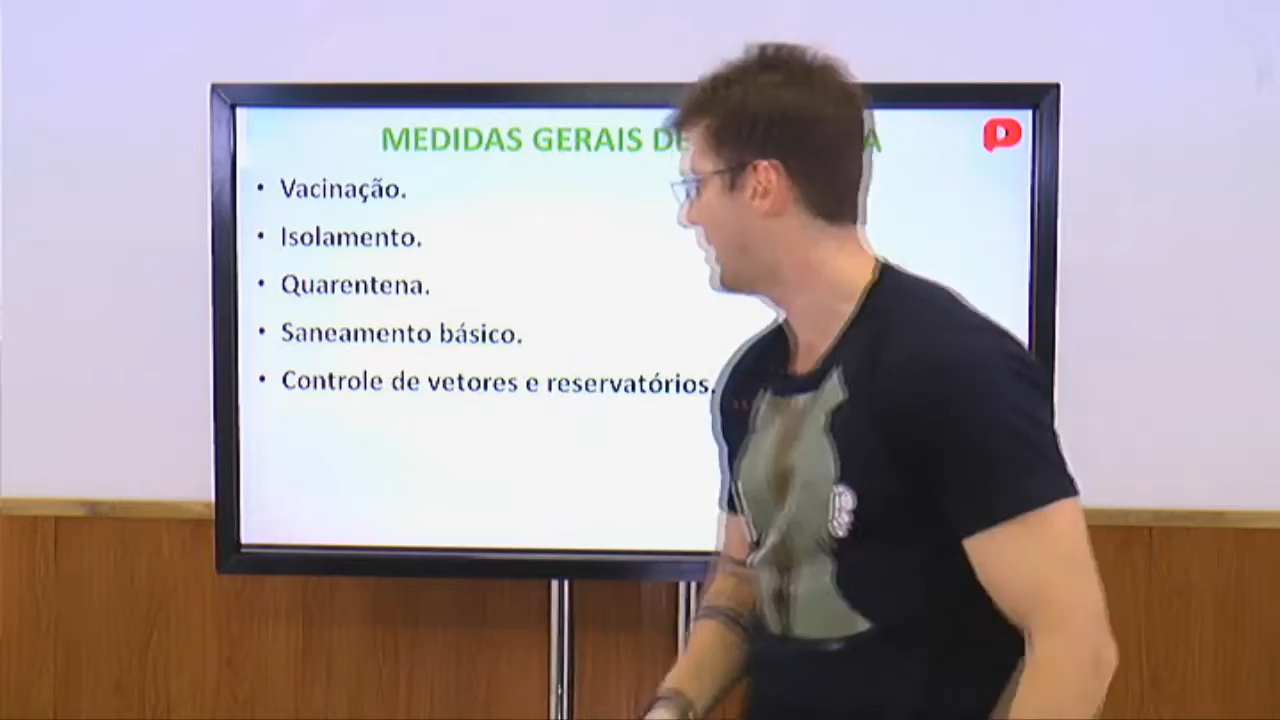 MEDIDAS GERAIS DE
• Vacinação.
• Isolamento.
• Quarentena.
• Saneamento básico.
• Controle de vetores e reservatórios.